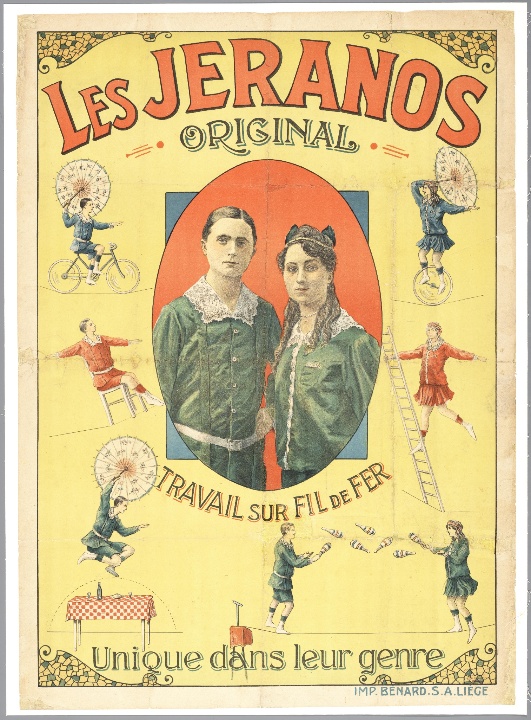 LES JERANOS
ORIGINAL
TRAVAIL SUR FIL DE FER
Unique dans leur genre
IMP. BENARD. S. A. LIEGE